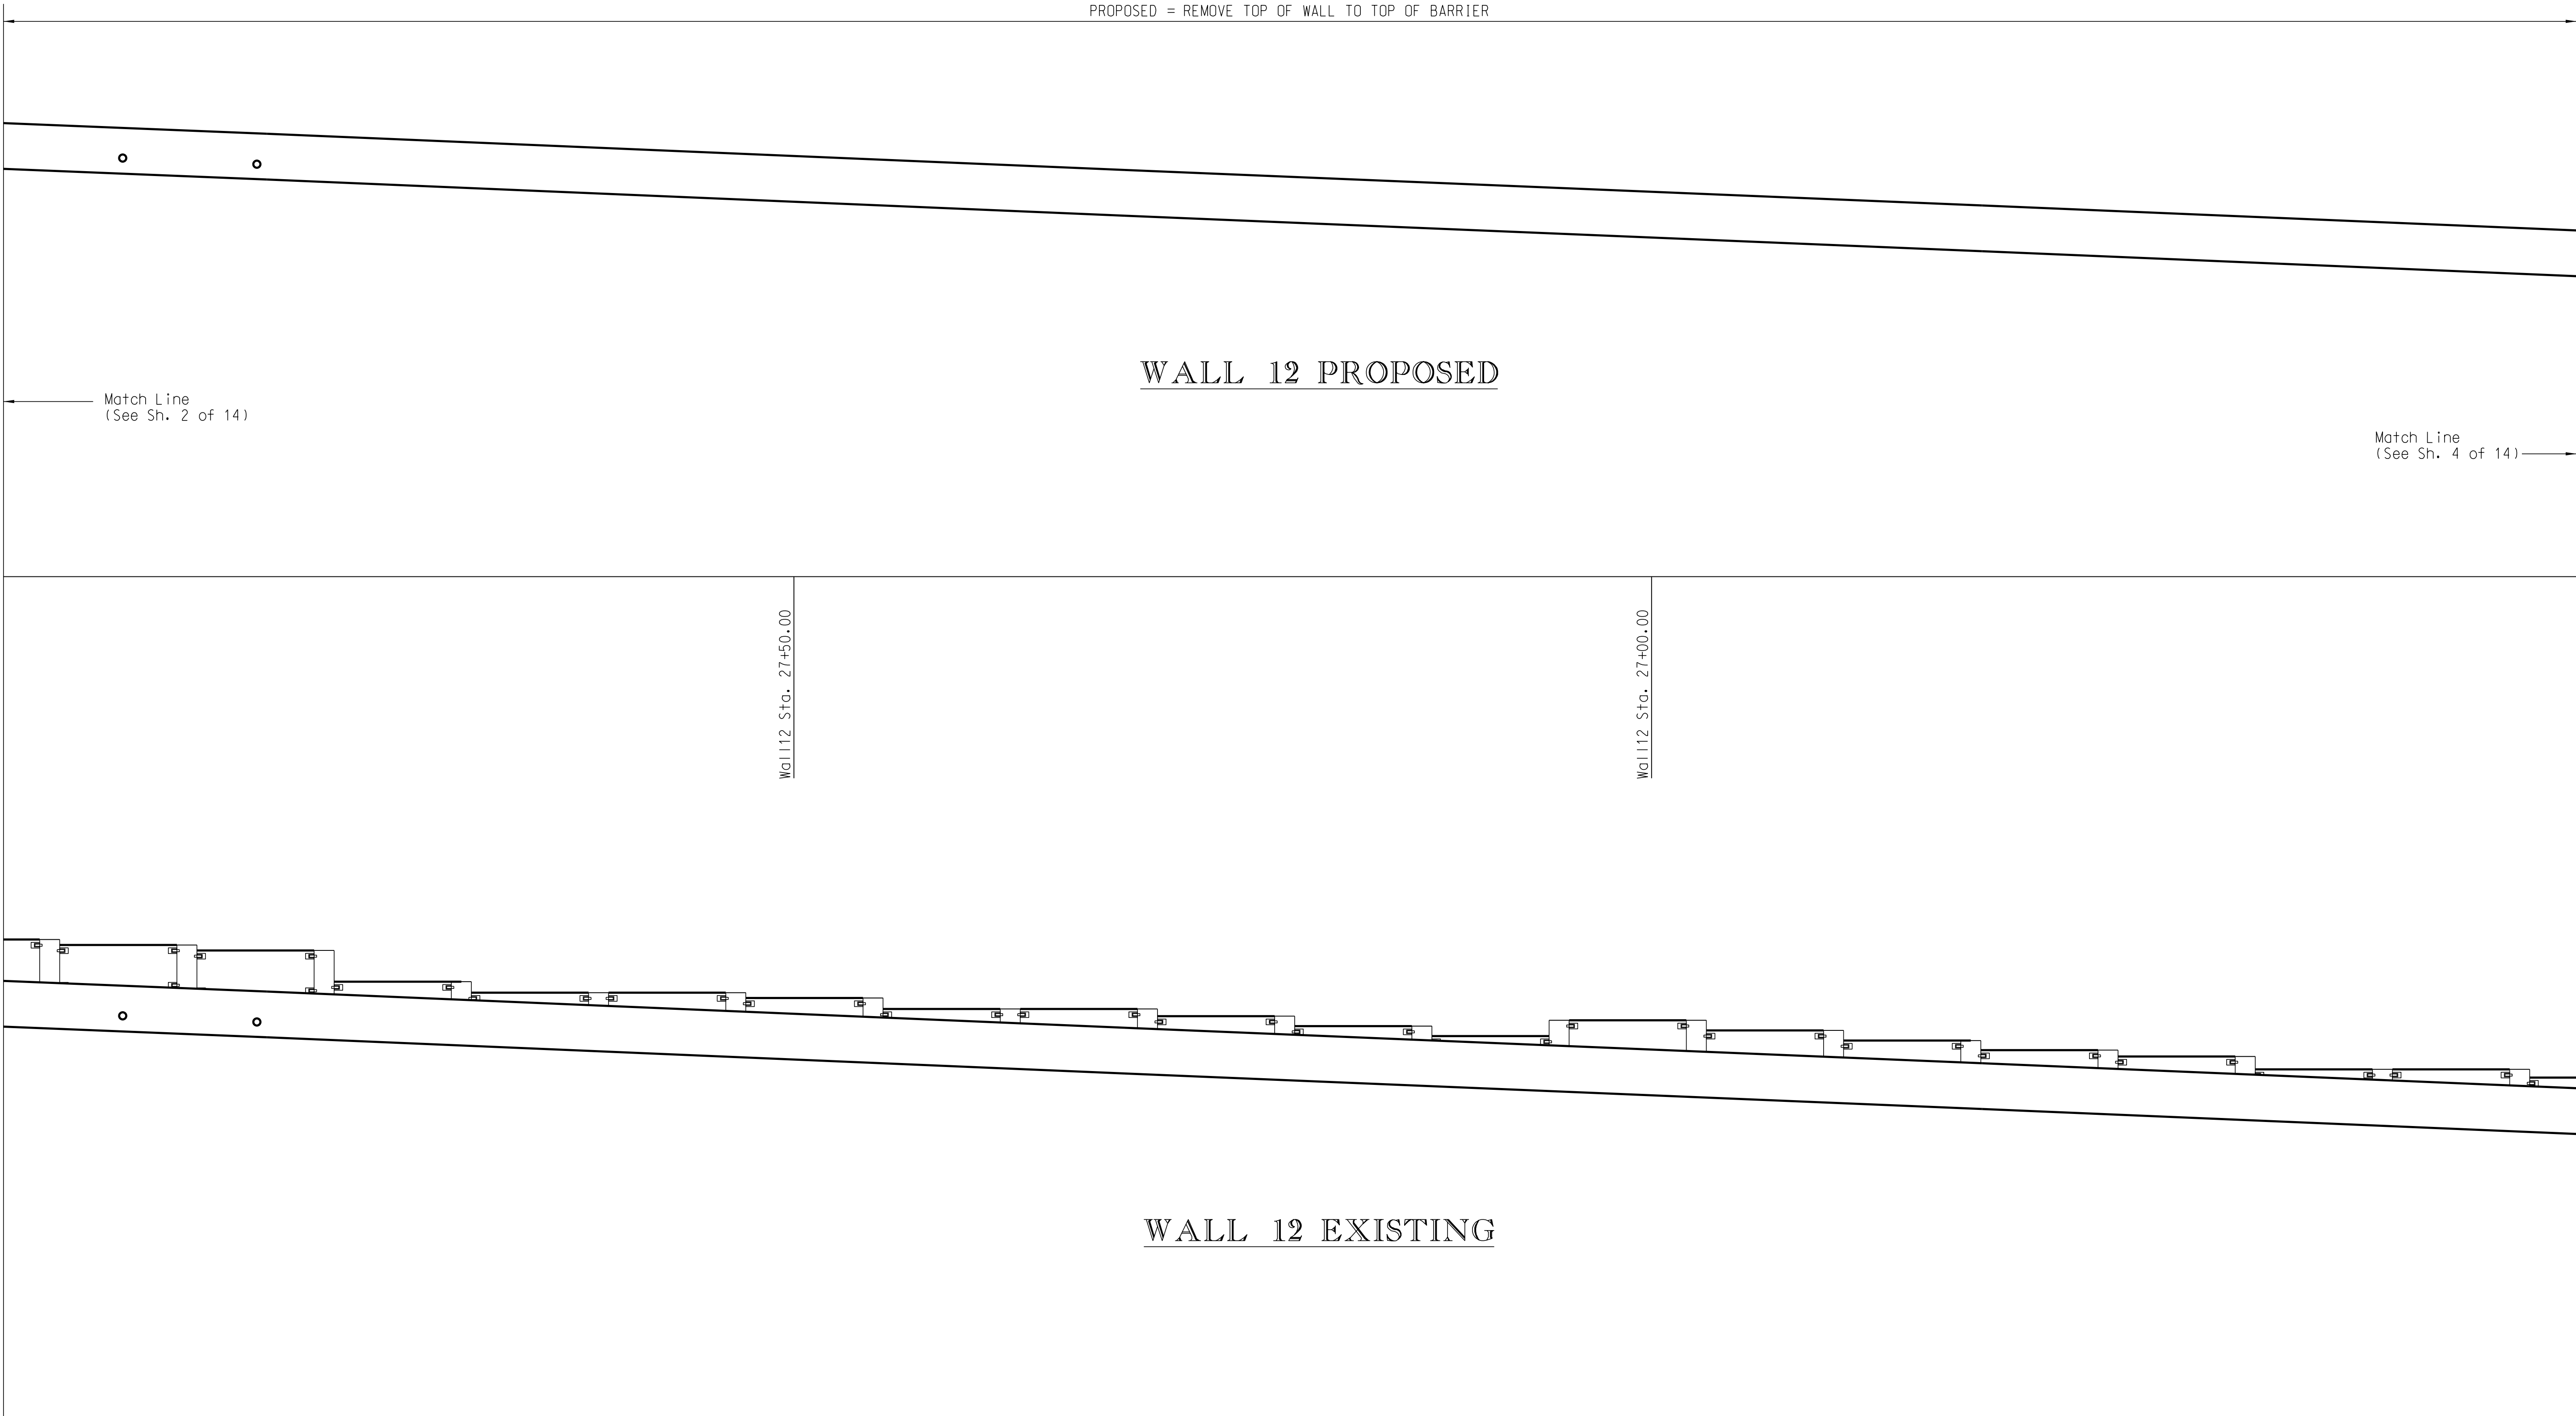 PROPOSED = REMOVE TOP OF WALL TO TOP OF BARRIER
WALL 12 PROPOSED
Match Line
(See Sh. 2 of 14)
Match Line
(See Sh. 4 of 14)
Wall12 Sta. 27+50.00
Wall12 Sta. 27+00.00
WALL 12 EXISTING